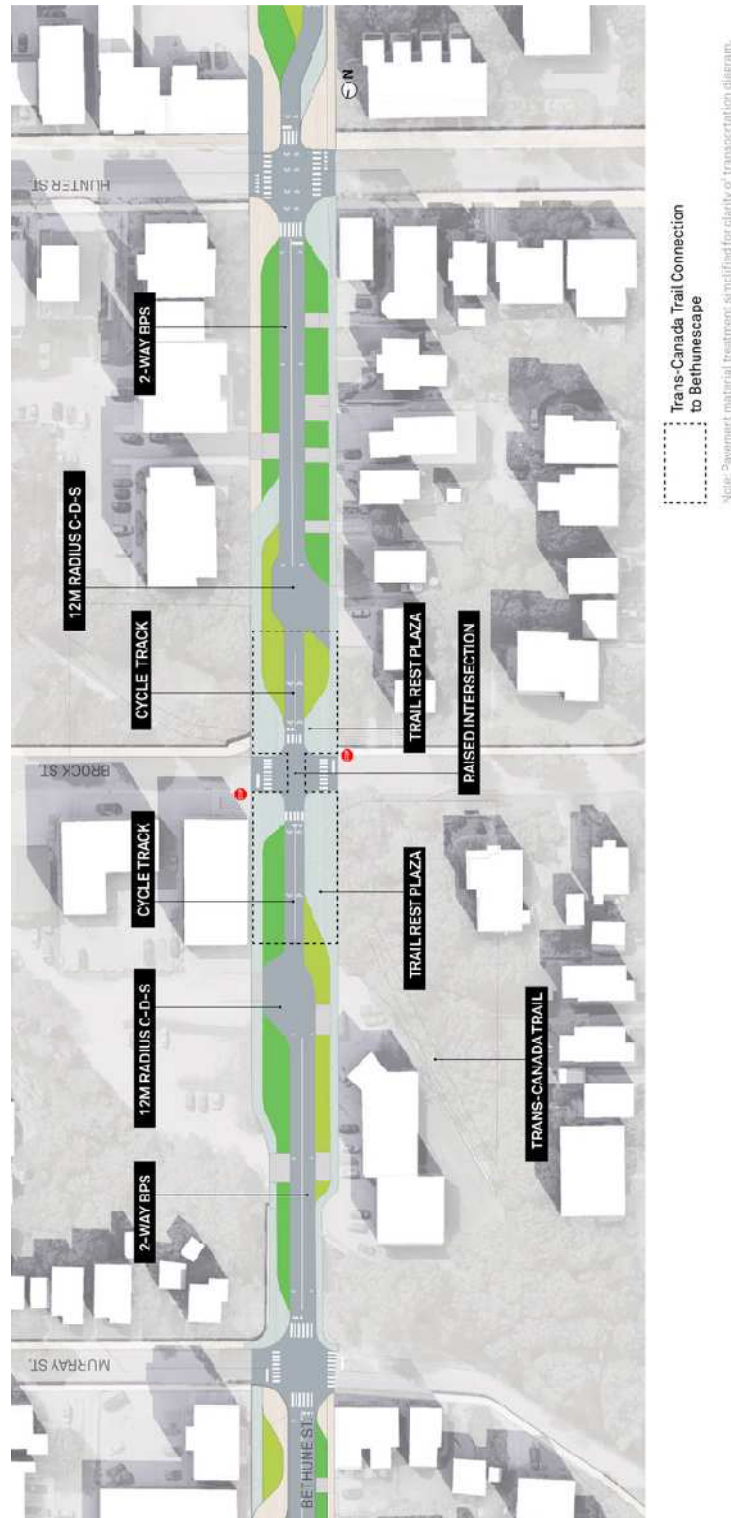 12M RADIUS C-D-S
MURRAY ST.
BROCK ST.
HUNTER ST.
2-WAY BPS
12M RADIUS C-D-S
CYCLE TRACK
CYCLE TRACK
2-WAY BPS
BETHUNE ST.
N
TRAIL REST PLAZA
TRAIL REST PLAZA
RAISED INTERSECTION
TRANS-CANADA TRAIL
Trans-Canada Trail Connection
to Bethunescape
Note: Pavement material treatment simplified for clarity of transportation diagram.